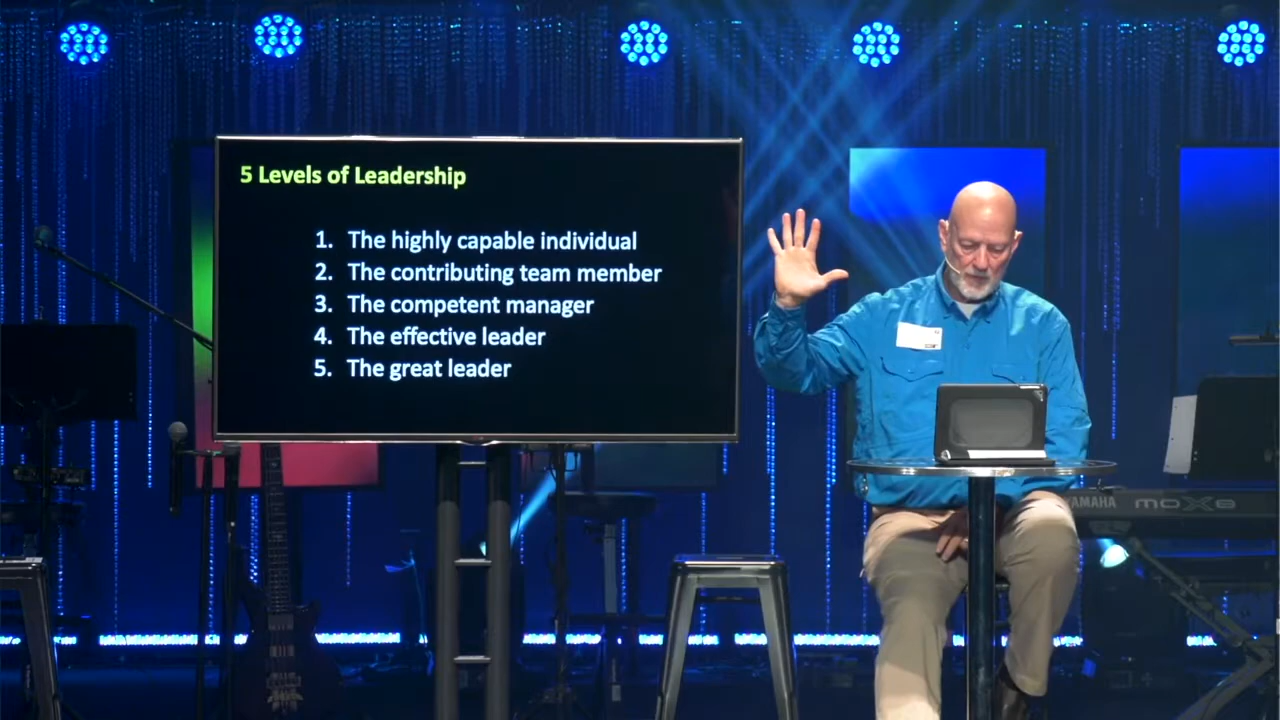 5 Levels of Leadership
1. The highly capable individual
2. The contributing team member
3. The competent manager
4. The effective leader
5. The great leader
YAMAHA MOX8